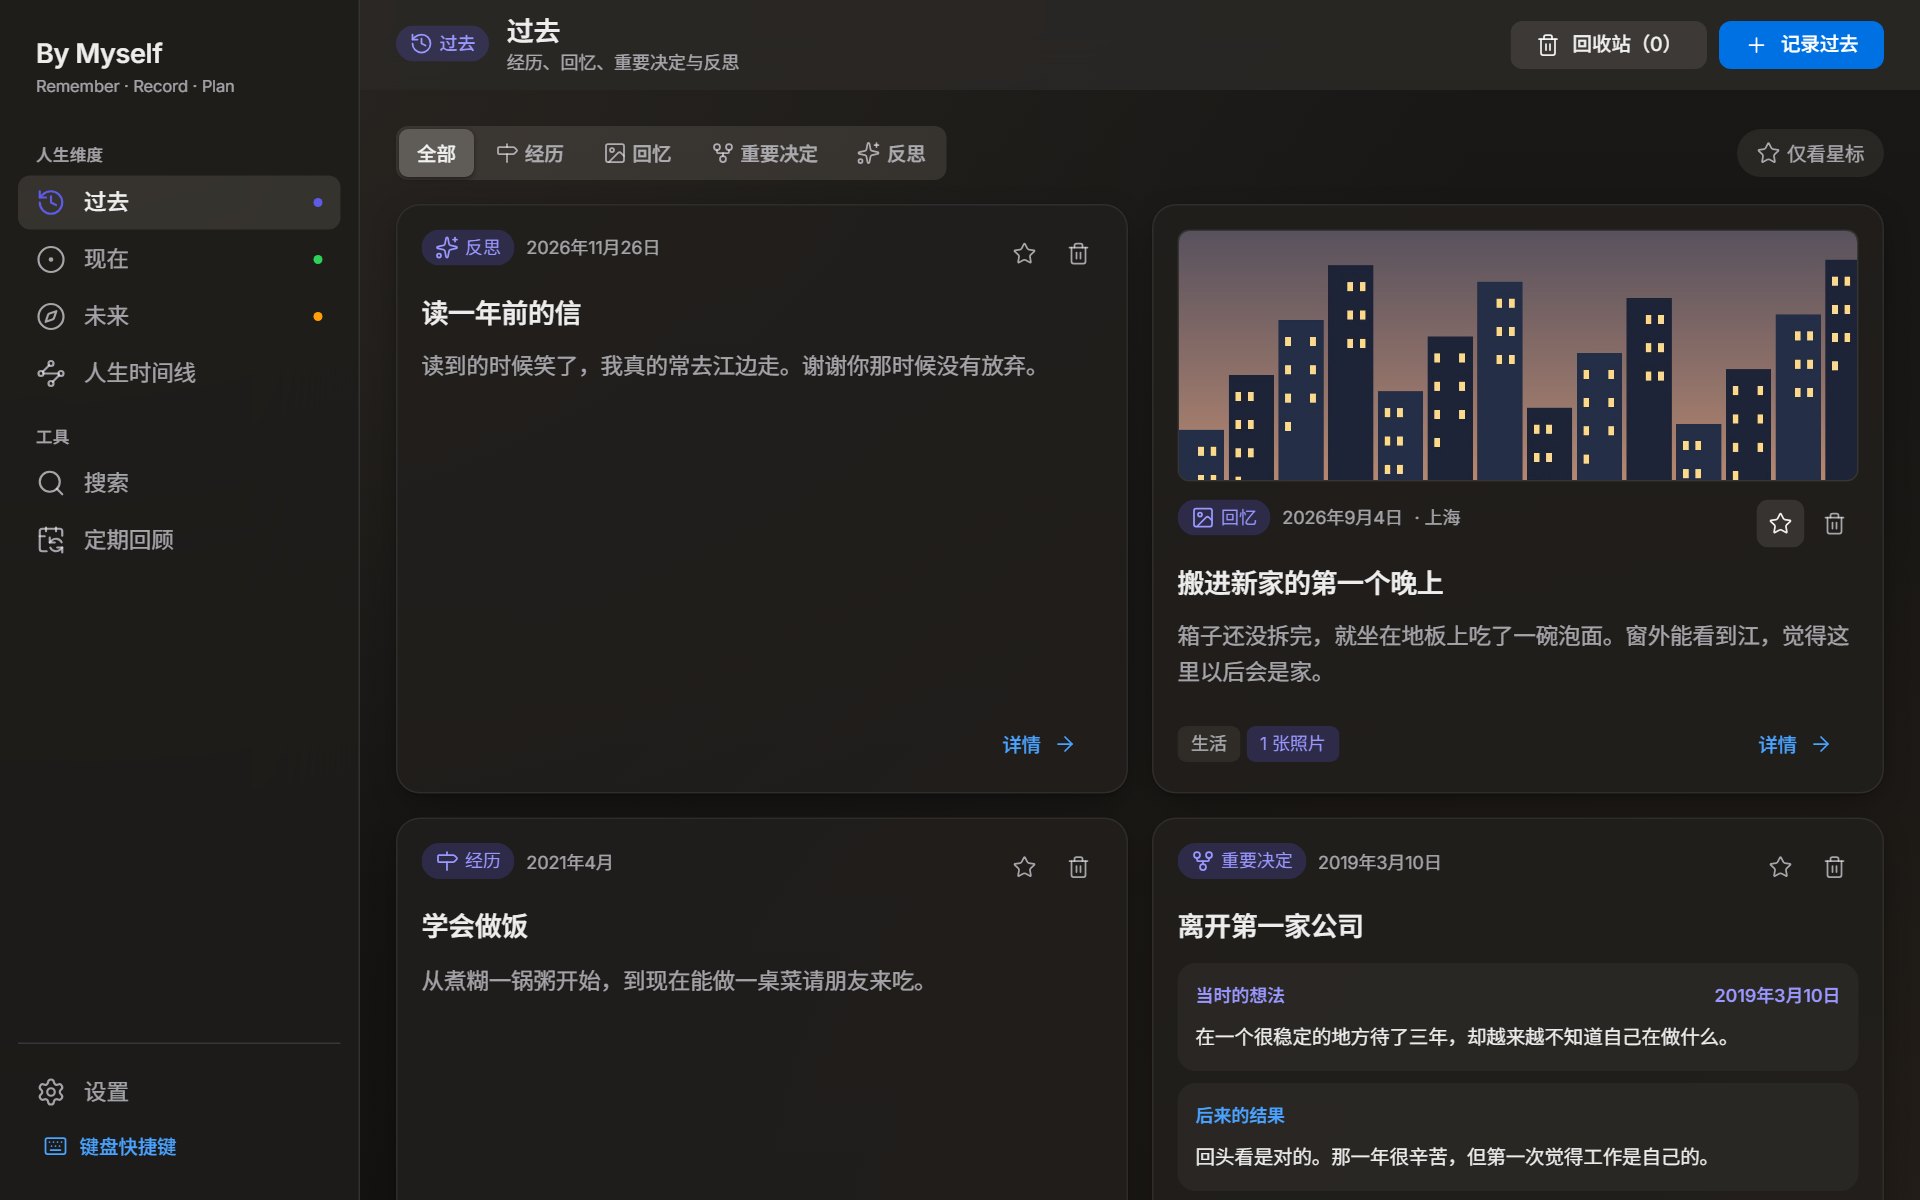 By Myself
Remember · Record · Plan
人生维度
过去
现在
未来
人生时间线
工具
搜索
定期回顾
设置
键盘快捷键
过去
过去
经历、回忆、重要决定与反思
回收站（0）
记录过去
全部
经历
回忆
重要决定
反思
仅看星标
反思
2026年11月26日
读一年前的信
读到的时候笑了，我真的常去江边走。谢谢你那时候没有放弃。
详情
回忆
2026年9月4日 · 上海
搬进新家的第一个晚上
箱子还没拆完，就坐在地板上吃了一碗泡面。窗外能看到江，觉得这
里以后会是家。
生活
1 张照片
详情
经历
2021年4月
学会做饭
从煮糊一锅粥开始，到现在能做一桌菜请朋友来吃。
重要决定
2019年3月10日
离开第一家公司
当时的想法
2019年3月10日
在一个很稳定的地方待了三年，却越来越不知道自己在做什么。
后来的结果
回头看是对的。那一年很辛苦，但第一次觉得工作是自己的。